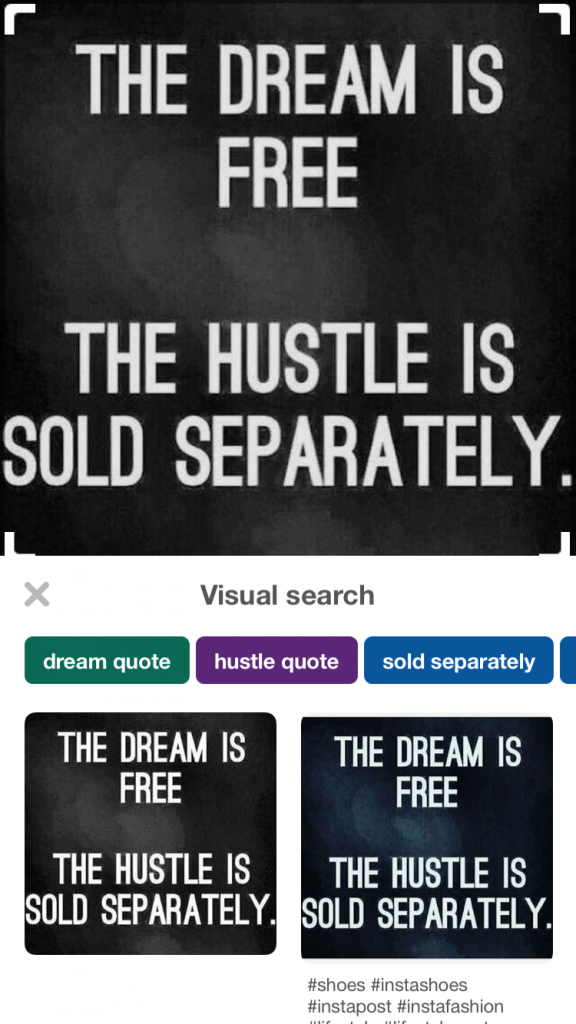 THE DREAM IS
FREE
THE HUSTLE IS
SOLD SEPARATELY.
Visual search
dream quote
hustle quote
sold separately
THE DREAM IS
FREE
THE HUSTLE IS
SOLD SEPARATELY.
THE DREAM IS
FREE
THE HUSTLE IS
SOLD SEPARATELY.
#shoes #instashoes
#instapost #instafashion